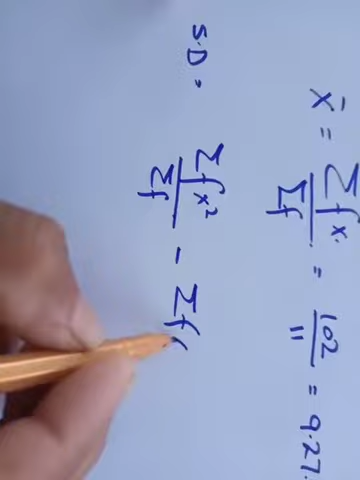 x̄ = Σfx / Σf = 102 / 11 = 9.27
S.D = Σfx² / Σf - Σf